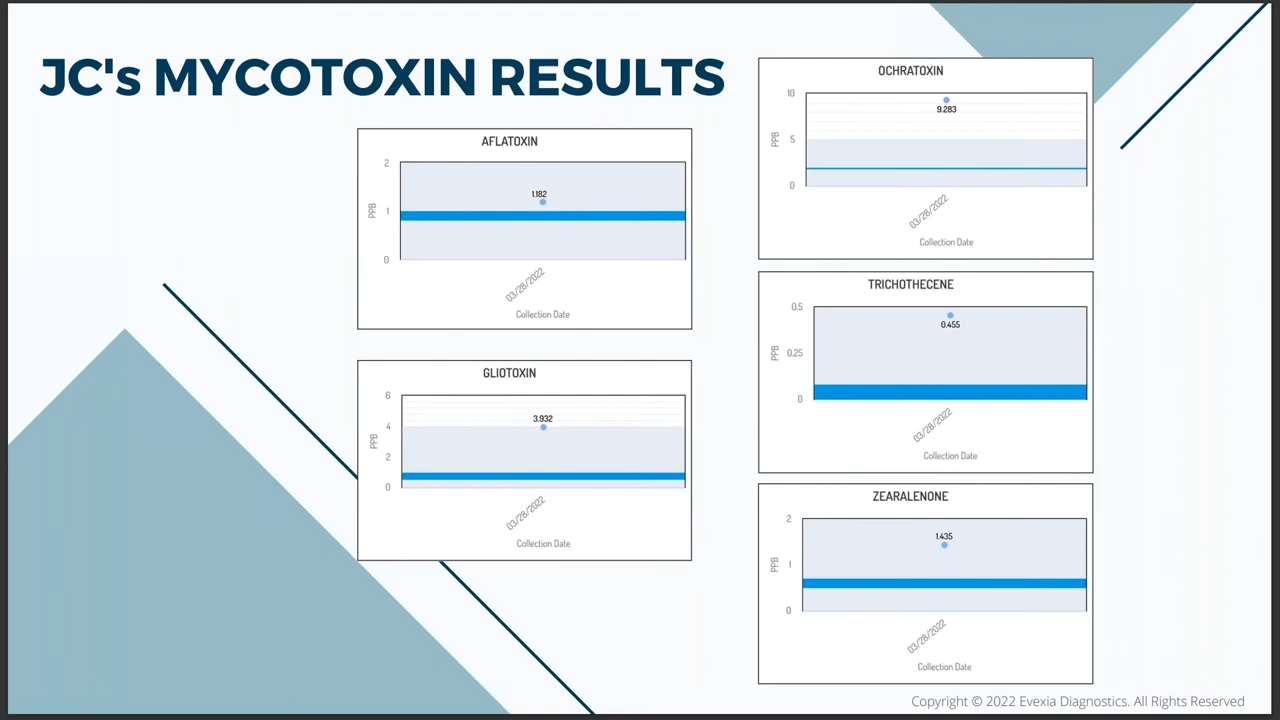 JC's MYCOTOXIN RESULTS
AFLATOXIN
2
1.182
PPB
1
0
03/28/2022
Collection Date
GLIOTOXIN
6
3.932
4
PPB
2
0
03/28/2022
Collection Date
OCHRATOXIN
10
9.283
PPB
5
0
03/28/2022
Collection Date
TRICHOTHECENE
0.5
0.455
PPB
0.25
0
03/28/2022
Collection Date
ZEARALENONE
2
1.435
PPB
1
0
03/28/2022
Collection Date
Copyright © 2022 Evexia Diagnostics. All Rights Reserved